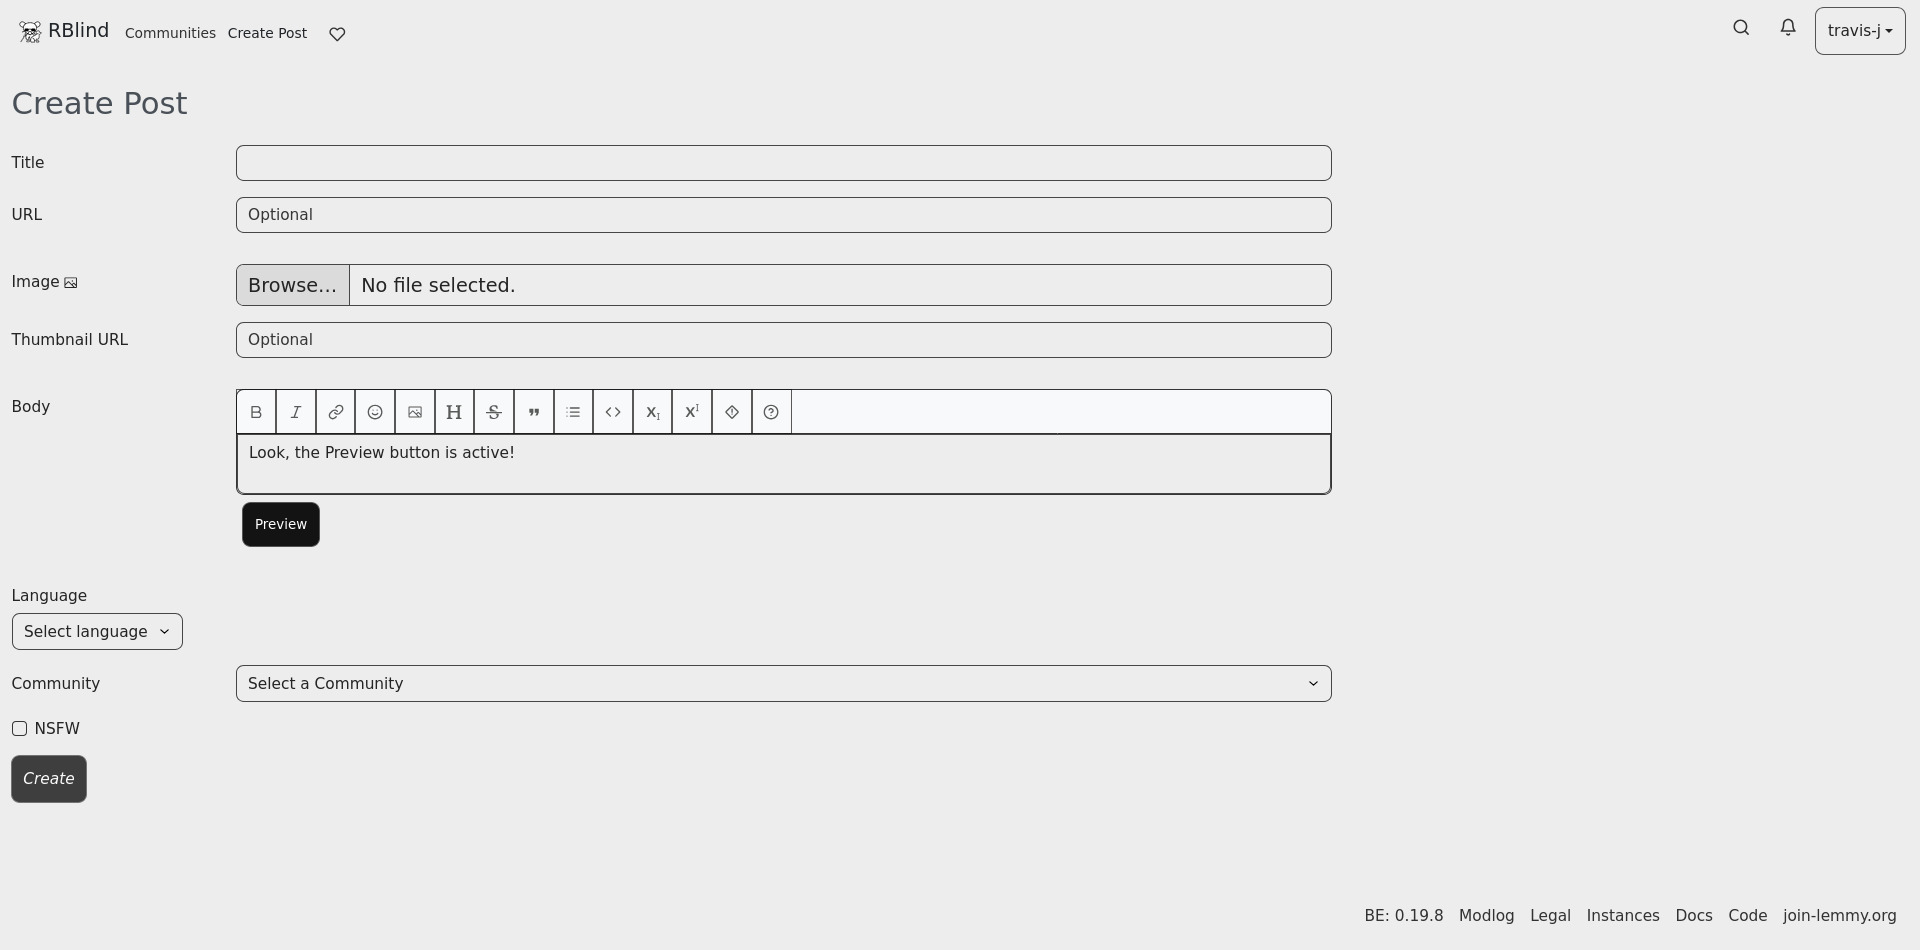 RBlind Communities Create Post travis-j
Create Post
Title
URL Optional
Image Browse... No file selected.
Thumbnail URL Optional
Body
Look, the Preview button is active!
Preview
Language
Select language
Community Select a Community
NSFW
Create
BE: 0.19.8 Modlog Legal Instances Docs Code join-lemmy.org